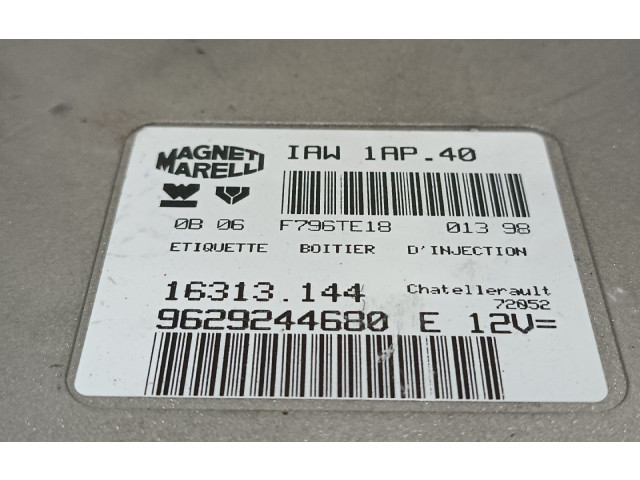 MAGNETI MARELLI
IAW 1AP.40
0B 06 F796TE18 013 98
ETIQUETTE BOITIER D'INJECTION
16313.144 Chatellerault
72052
9629244680 E 12V=